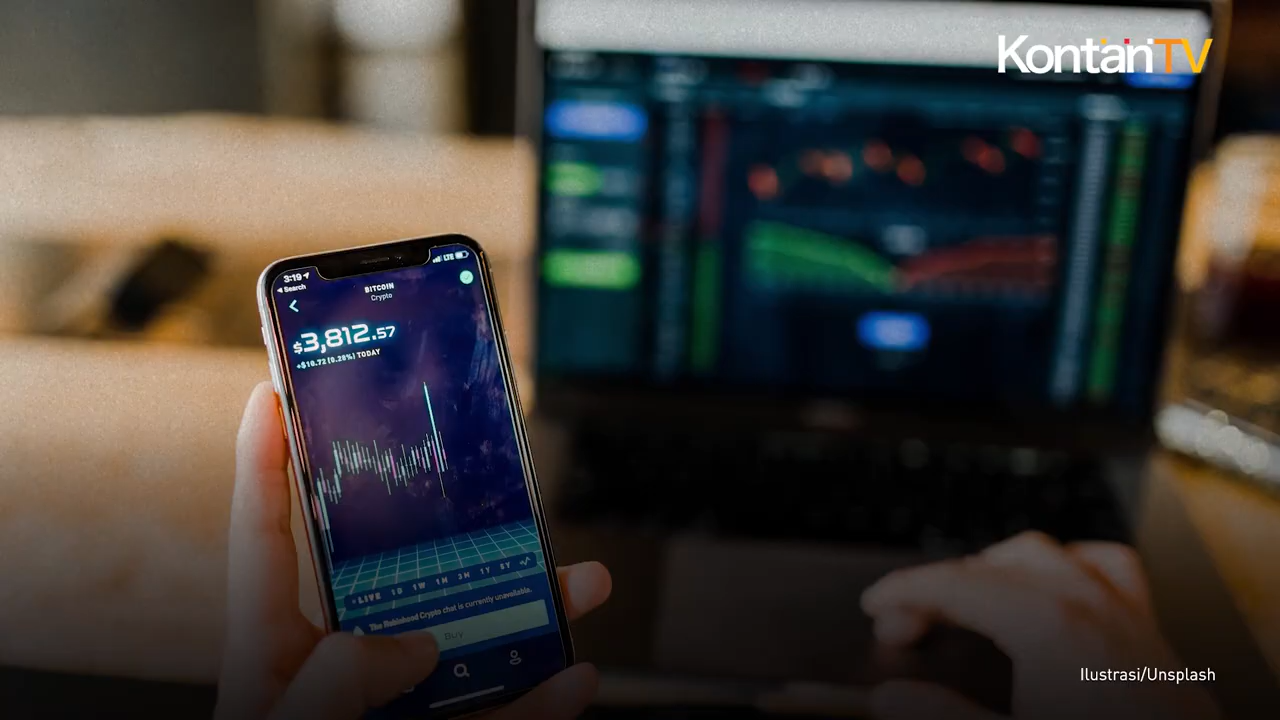 KontanTV
3:19
Search
BITCOIN
Crypto
$3,812.57
+$10.72 (0.28%) TODAY
LIVE 1D 1W 1M 3M 1Y 5Y
The Robinhood Crypto chat is currently unavailable.
Buy
LTE
Ilustrasi/Unsplash